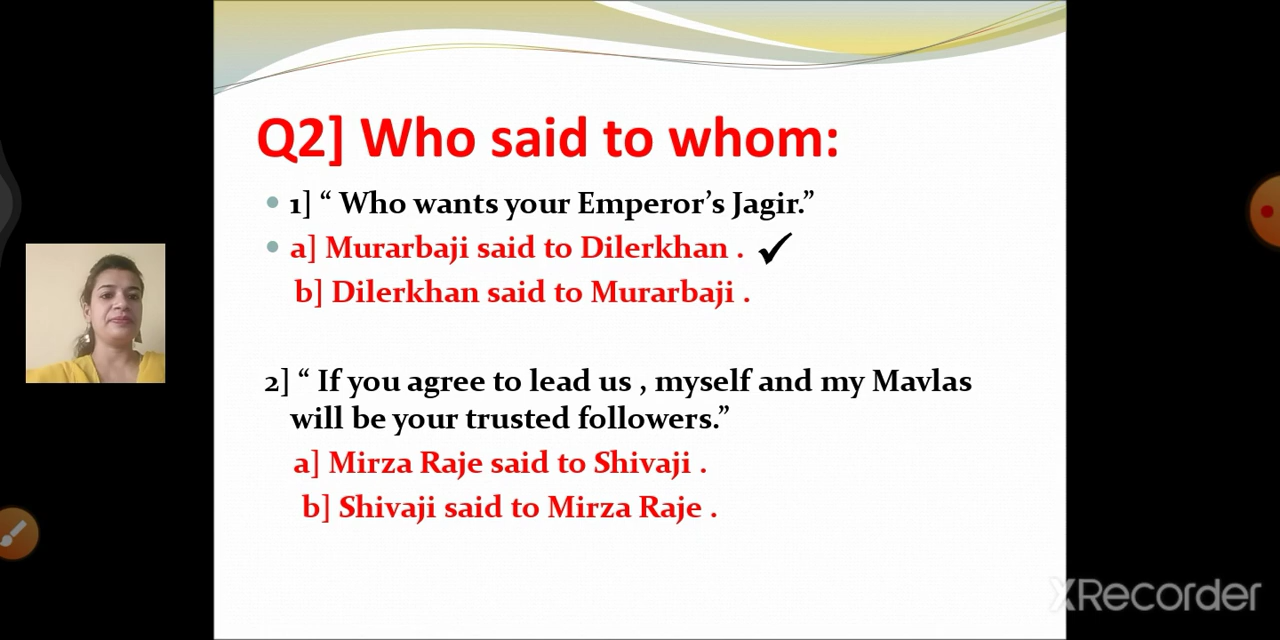 Q2] Who said to whom:
1] “ Who wants your Emperor’s Jagir.”
a] Murarbaji said to Dilerkhan .
b] Dilerkhan said to Murarbaji .
2] “ If you agree to lead us , myself and my Mavlas
will be your trusted followers.”
a] Mirza Raje said to Shivaji .
b] Shivaji said to Mirza Raje .
XRecorder